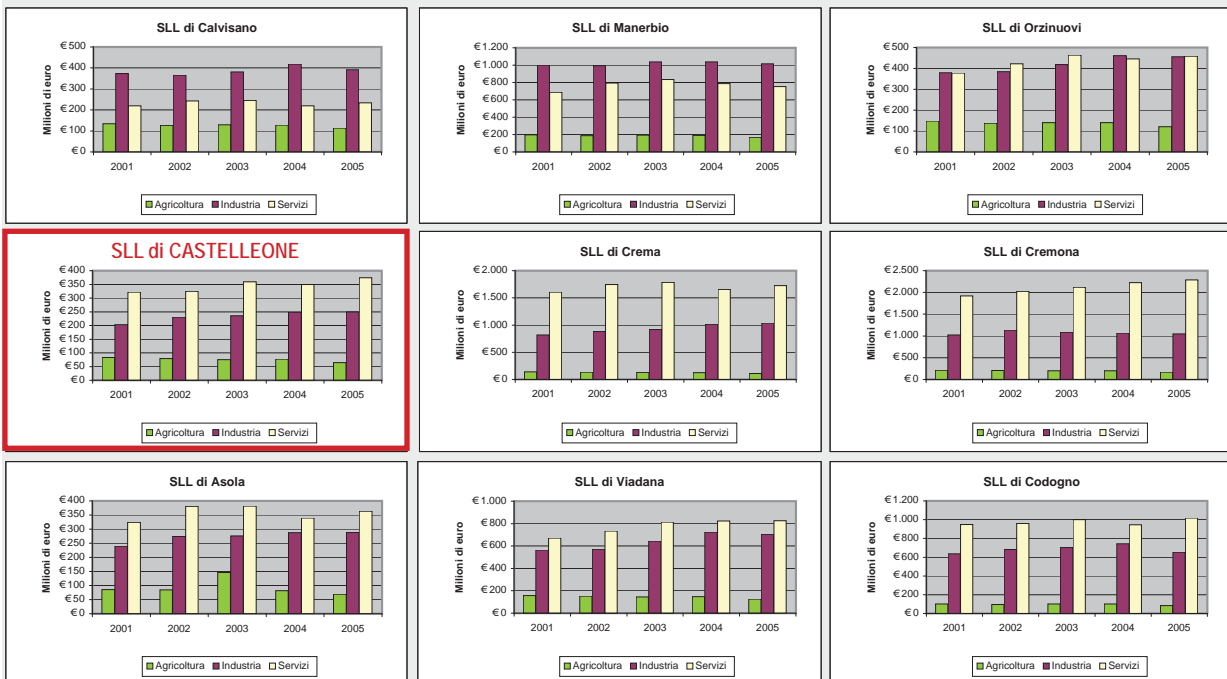 SLL di Calvisano
Milioni di euro
€500
€400
€300
€200
€100
€0
2001 2002 2003 2004 2005
Agricoltura Industria Servizi
SLL di Manerbio
Milioni di euro
€1.200
€1.000
€800
€600
€400
€200
€0
2001 2002 2003 2004 2005
Agricoltura Industria Servizi
SLL di Orzinuovi
Milioni di euro
€500
€400
€300
€200
€100
€0
2001 2002 2003 2004 2005
Agricoltura Industria Servizi
SLL di CASTELLEONE
Milioni di euro
€400
€350
€300
€250
€200
€150
€100
€50
€0
2001 2002 2003 2004 2005
Agricoltura Industria Servizi
SLL di Crema
Milioni di euro
€2.000
€1.500
€1.000
€500
€0
2001 2002 2003 2004 2005
Agricoltura Industria Servizi
SLL di Cremona
Milioni di euro
€2.500
€2.000
€1.500
€1.000
€500
€0
2001 2002 2003 2004 2005
Agricoltura Industria Servizi
SLL di Asola
Milioni di euro
€400
€350
€300
€250
€200
€150
€100
€50
€0
2001 2002 2003 2004 2005
Agricoltura Industria Servizi
SLL di Viadana
Milioni di euro
€1.000
€800
€600
€400
€200
€0
2001 2002 2003 2004 2005
Agricoltura Industria Servizi
SLL di Codogno
Milioni di euro
€1.200
€1.000
€800
€600
€400
€200
€0
2001 2002 2003 2004 2005
Agricoltura Industria Servizi